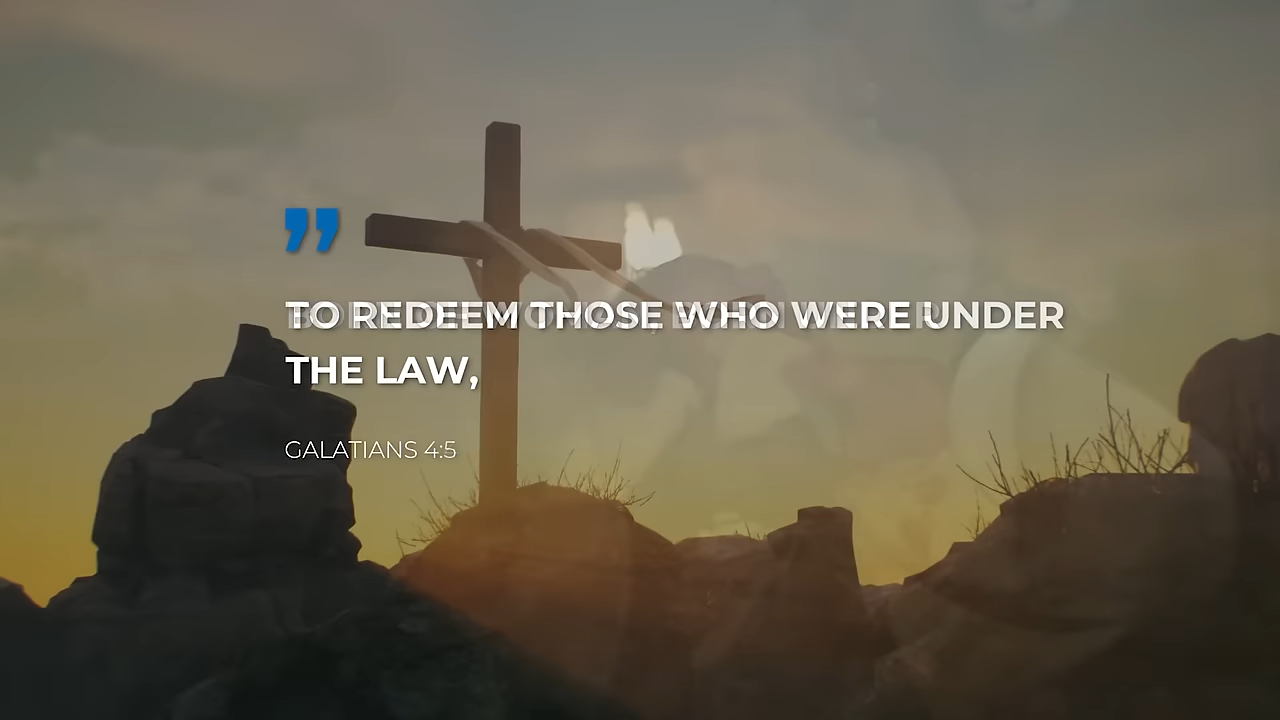 ”
TO REDEEM THOSE WHO WERE UNDER
THE LAW,
GALATIANS 4:5